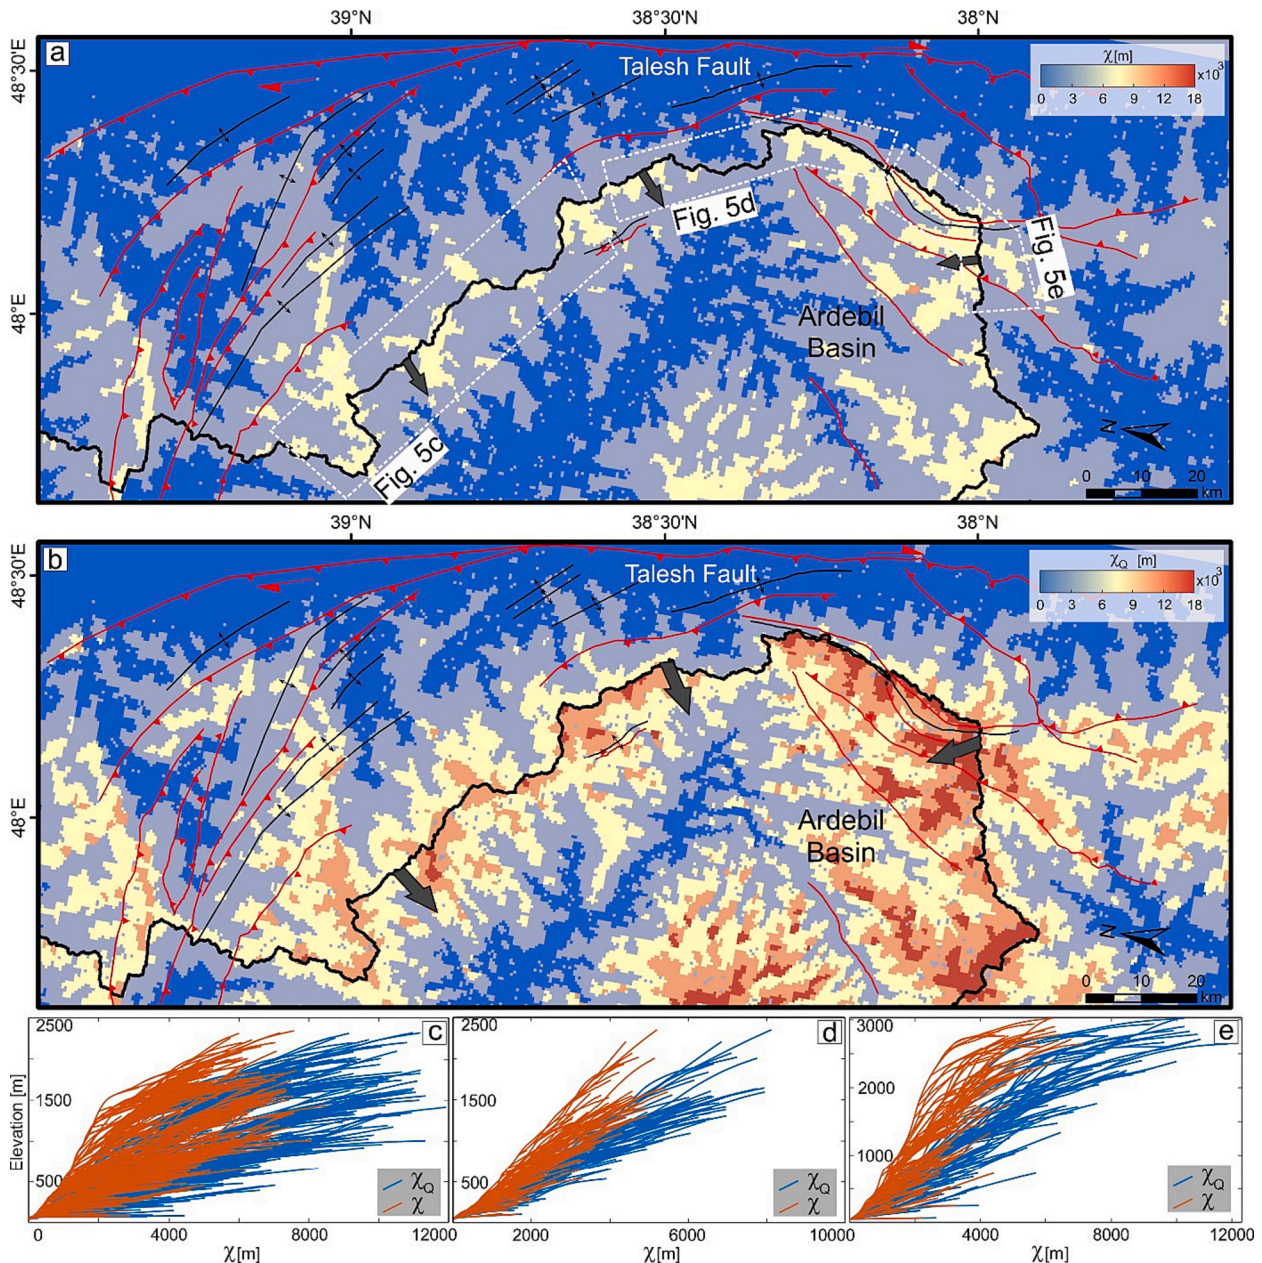 39°N 38°30'N 38°N
a
48°30'E
48°E
Talesh Fault
χ[m]
x10³
0 3 6 9 12 18
Fig. 5d
Fig. 5e
Fig. 5c
Ardebil
Basin
N
0 10 20
km
39°N 38°30'N 38°N
b
48°30'E
48°E
Talesh Fault
χQ [m]
x10³
0 3 6 9 12 18
Ardebil
Basin
N
0 10 20
km
c
Elevation [m]
2500
1500
500
χQ
χ
0 4000 8000 12000
χ[m]
d
2500
1500
500
χQ
χ
2000 6000 10000
χ[m]
e
3000
2000
1000
χQ
χ
0 4000 8000 12000
χ[m]